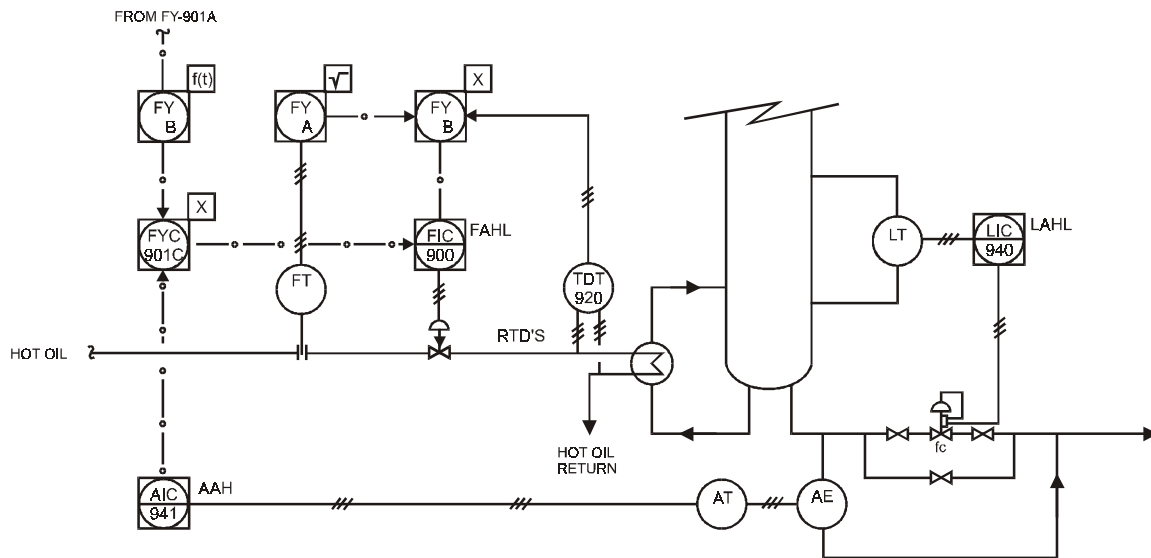 FROM FY-901A
f(t)
√
X
FY
B
FY
A
FY
B
X
FYC
901C
FIC
900
FAHL
LT
LIC
940
LAHL
FT
TDT
920
RTD'S
HOT OIL
HOT OIL
RETURN
fc
AIC
941
AAH
AT
AE